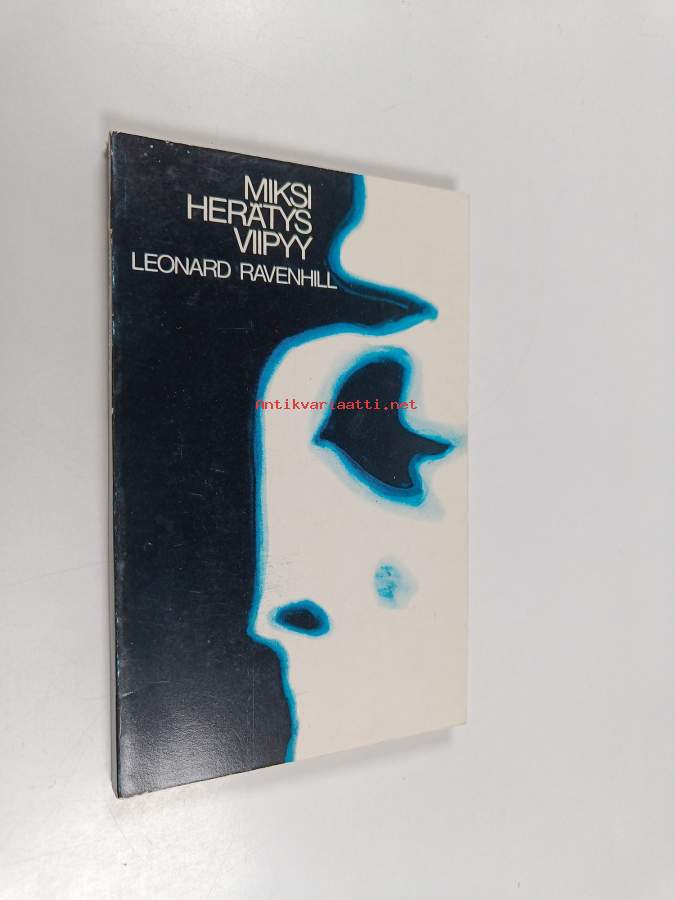 MIKSI
HERÄTYS
VIIPYY
LEONARD RAVENHILL
Antikvariaatti.net